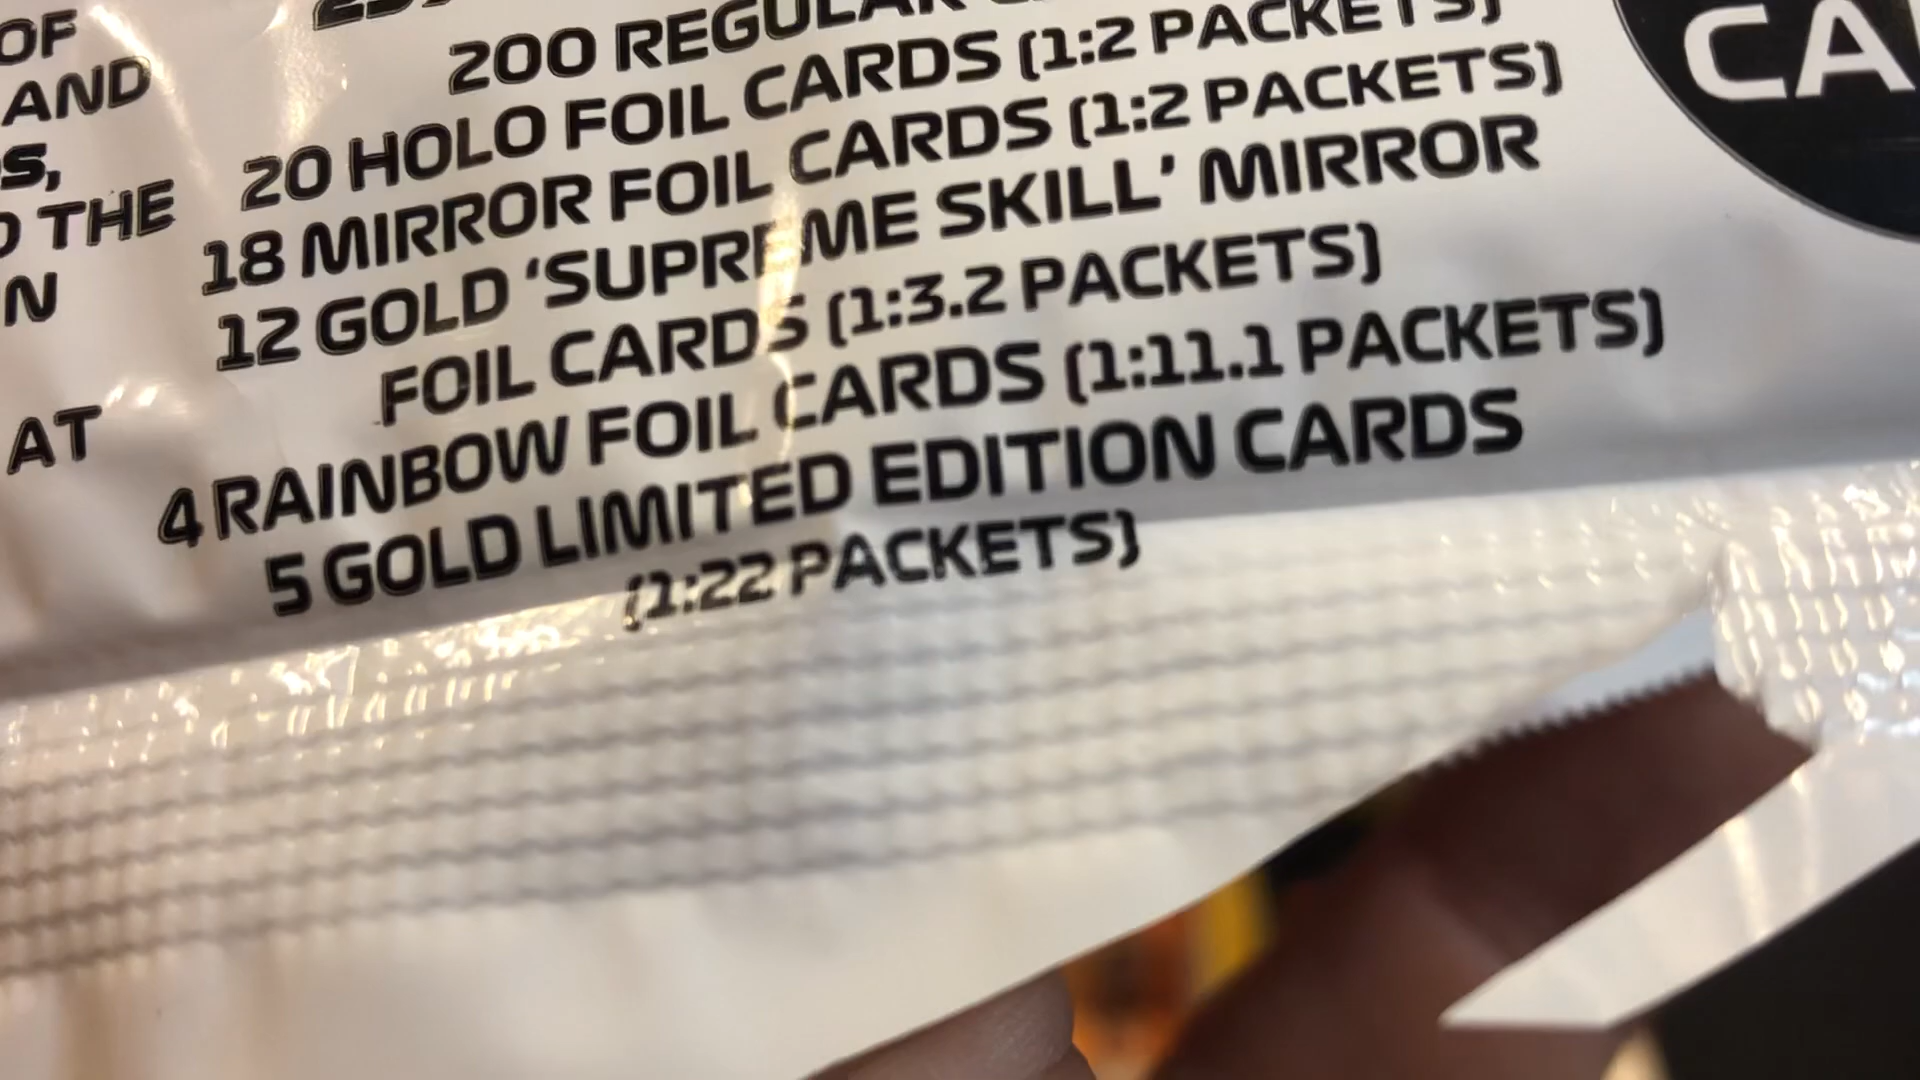 OF
AND
S,
THE
N
AT
200 REGULAR
20 HOLO FOIL CARDS (1:2 PACKETS)
18 MIRROR FOIL CARDS (1:2 PACKETS)
12 GOLD ‘SUPREME SKILL’ MIRROR
FOIL CARDS (1:3.2 PACKETS)
4 RAINBOW FOIL CARDS (1:11.1 PACKETS)
5 GOLD LIMITED EDITION CARDS
(1:22 PACKETS)
CA